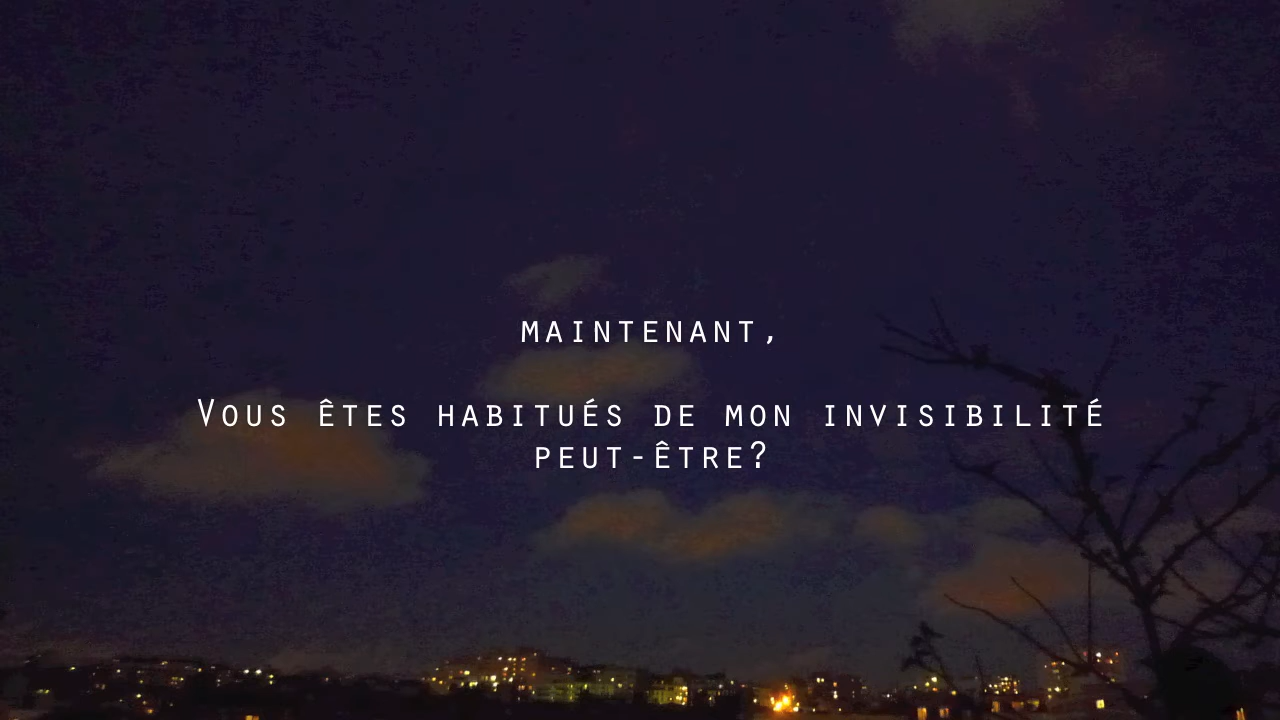 MAINTENANT,
VOUS ÊTES HABITUÉS DE MON INVISIBILITÉ
PEUT-ÊTRE?